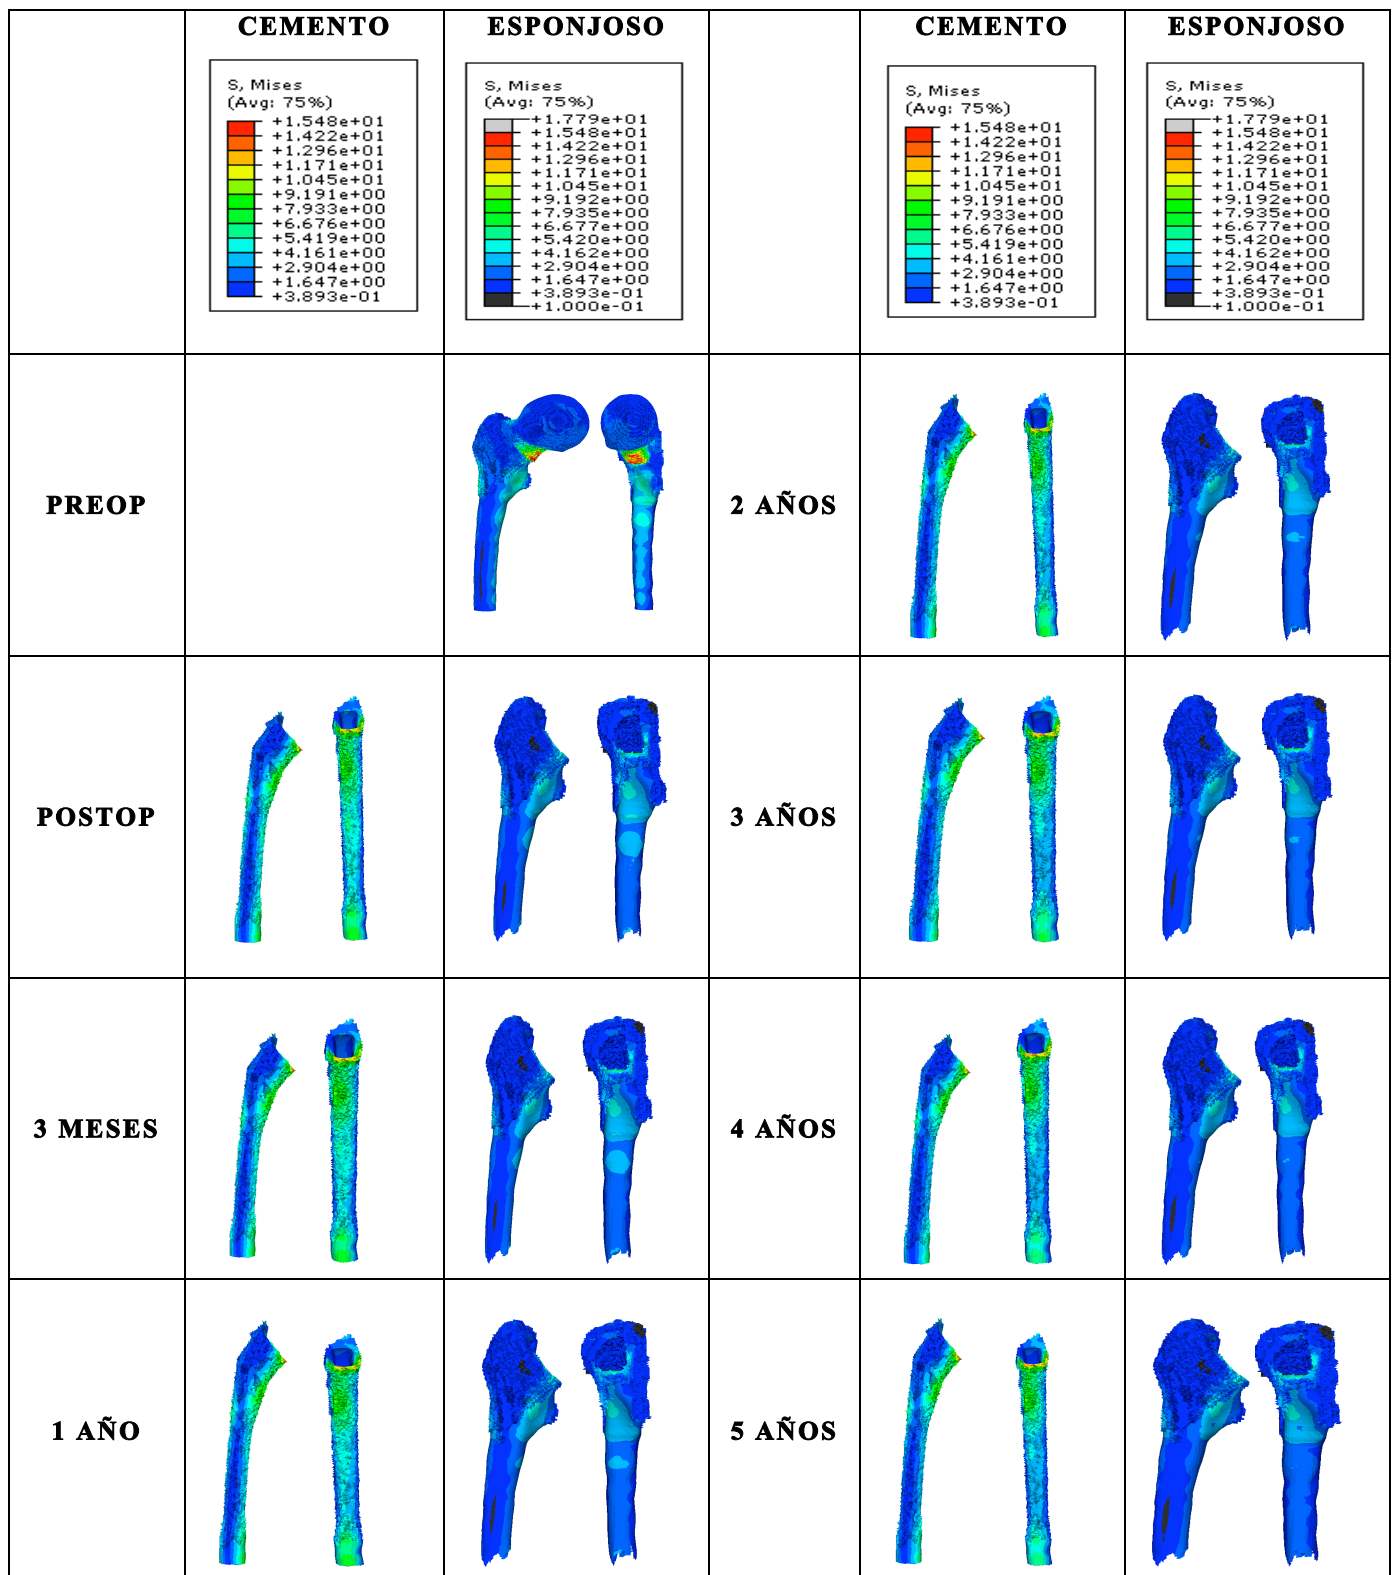 CEMENTO
ESPONJOSO
CEMENTO
ESPONJOSO
S, Mises
(Avg: 75%)
+1.548e+01
+1.422e+01
+1.296e+01
+1.171e+01
+1.045e+01
+9.191e+00
+7.933e+00
+6.676e+00
+5.419e+00
+4.161e+00
+2.904e+00
+1.647e+00
+3.893e-01
S, Mises
(Avg: 75%)
+1.779e+01
+1.548e+01
+1.422e+01
+1.296e+01
+1.171e+01
+1.045e+01
+9.192e+00
+7.935e+00
+6.677e+00
+5.420e+00
+4.162e+00
+2.904e+00
+1.647e+00
+3.893e-01
+1.000e-01
S, Mises
(Avg: 75%)
+1.548e+01
+1.422e+01
+1.296e+01
+1.171e+01
+1.045e+01
+9.191e+00
+7.933e+00
+6.676e+00
+5.419e+00
+4.161e+00
+2.904e+00
+1.647e+00
+3.893e-01
S, Mises
(Avg: 75%)
+1.779e+01
+1.548e+01
+1.422e+01
+1.296e+01
+1.171e+01
+1.045e+01
+9.192e+00
+7.935e+00
+6.677e+00
+5.420e+00
+4.162e+00
+2.904e+00
+1.647e+00
+3.893e-01
+1.000e-01
PREOP
2 AÑOS
POSTOP
3 AÑOS
3 MESES
4 AÑOS
1 AÑO
5 AÑOS